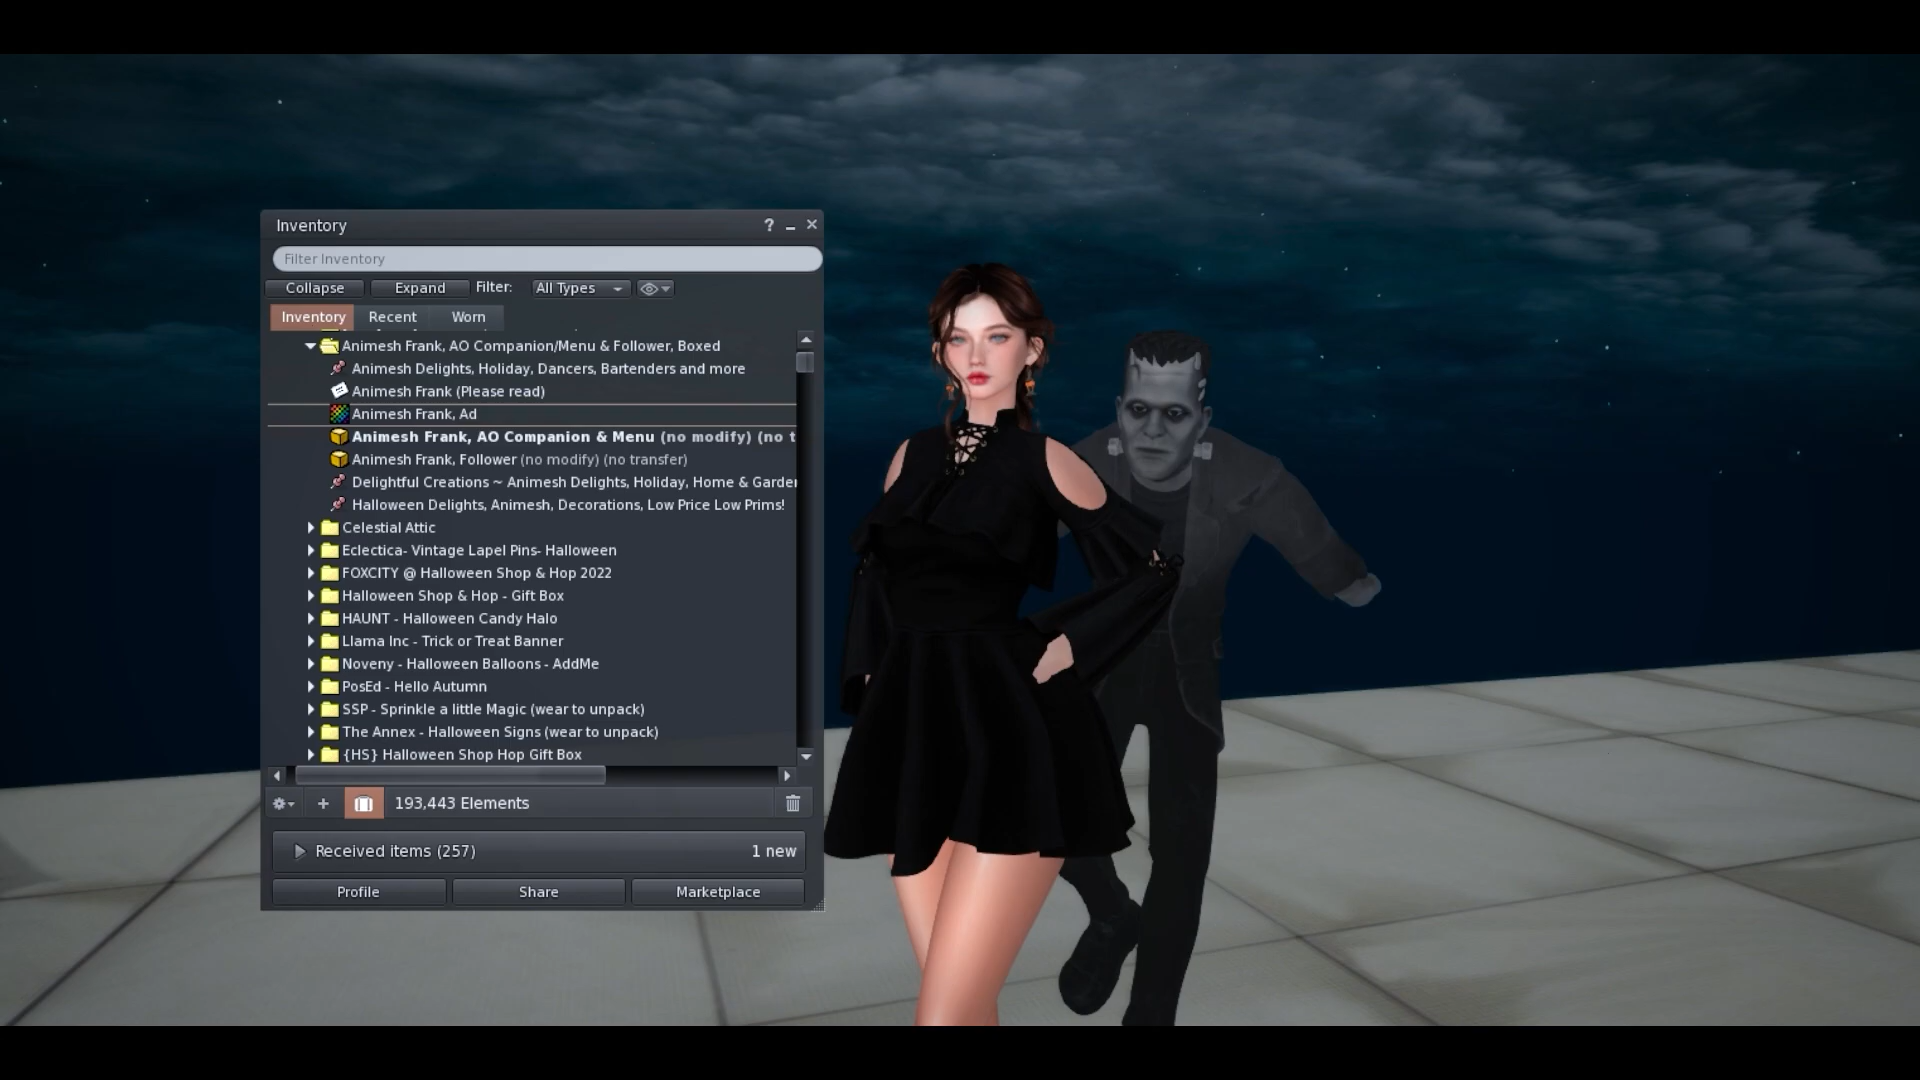 Inventory ? _ ×
Filter Inventory
Collapse Expand Filter: All Types
Inventory Recent Worn
Animesh Frank, AO Companion/Menu & Follower, Boxed
Animesh Delights, Holiday, Dancers, Bartenders and more
Animesh Frank (Please read)
Animesh Frank, Ad
Animesh Frank, AO Companion & Menu (no modify) (no t
Animesh Frank, Follower (no modify) (no transfer)
Delightful Creations ~ Animesh Delights, Holiday, Home & Garden
Halloween Delights, Animesh, Decorations, Low Price Low Prims!
Celestial Attic
Eclectica- Vintage Lapel Pins- Halloween
FOXCITY @ Halloween Shop & Hop 2022
Halloween Shop & Hop - Gift Box
HAUNT - Halloween Candy Halo
Llama Inc - Trick or Treat Banner
Noveny - Halloween Balloons - AddMe
PosEd - Hello Autumn
SSP - Sprinkle a little Magic (wear to unpack)
The Annex - Halloween Signs (wear to unpack)
{HS} Halloween Shop Hop Gift Box
+ 193,443 Elements
Received items (257) 1 new
Profile Share Marketplace